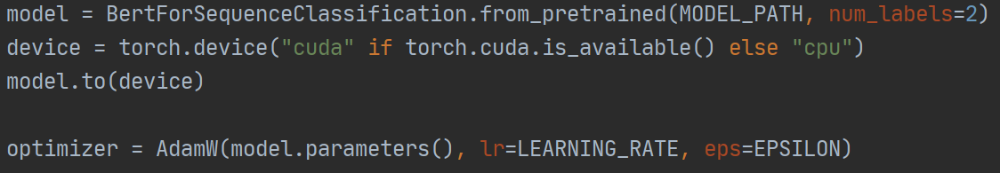 model = BertForSequenceClassification.from_pretrained(MODEL_PATH, num_labels=2)
device = torch.device("cuda" if torch.cuda.is_available() else "cpu")
model.to(device)
optimizer = AdamW(model.parameters(), lr=LEARNING_RATE, eps=EPSILON)